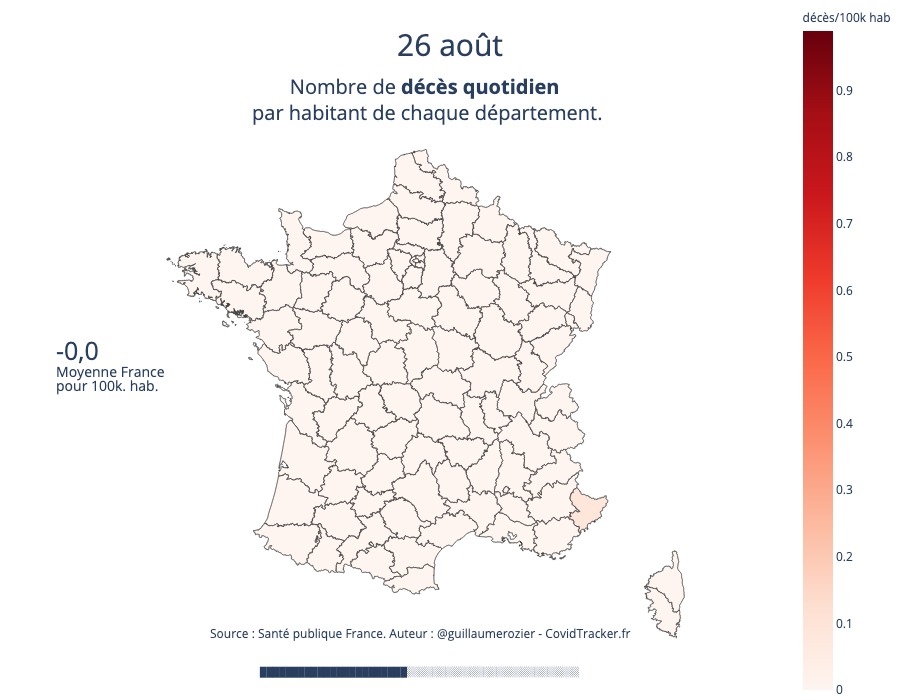 décès/100k hab
26 août
Nombre de décès quotidien
par habitant de chaque département.
0.9
0.8
0.7
0.6
0.5
0.4
0.3
0.2
0.1
0
-0,0
Moyenne France
pour 100k. hab.
Source : Santé publique France. Auteur : @guillaumerozier - CovidTracker.fr